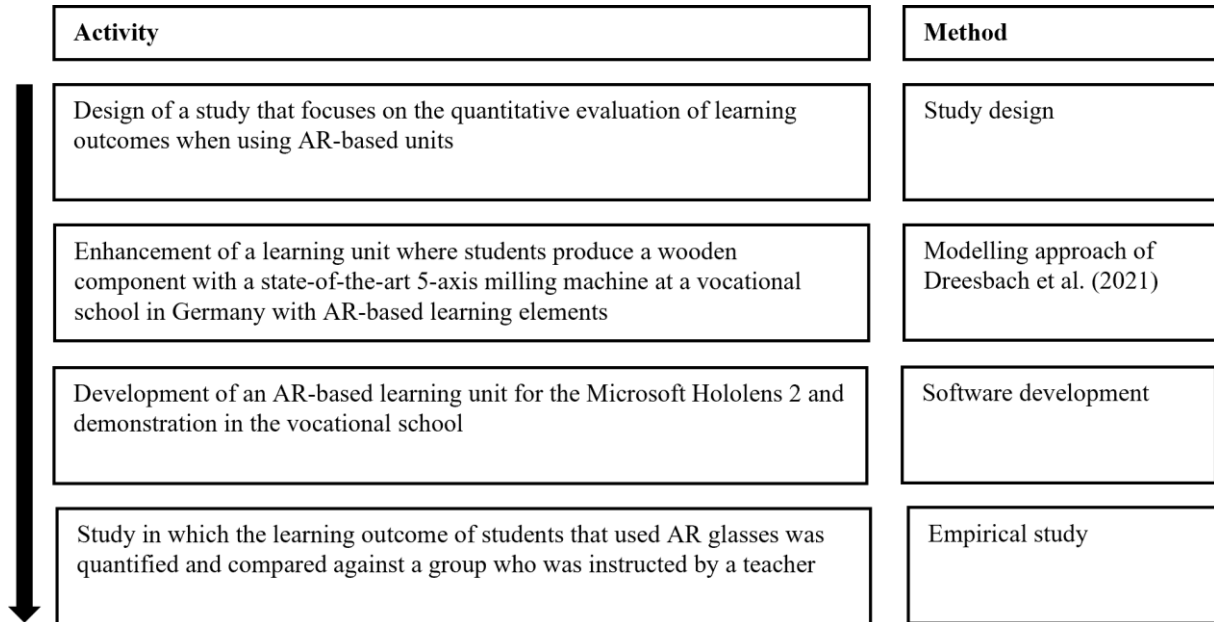 Activity
Method
Design of a study that focuses on the quantitative evaluation of learning
outcomes when using AR-based units
Study design
Enhancement of a learning unit where students produce a wooden
component with a state-of-the-art 5-axis milling machine at a vocational
school in Germany with AR-based learning elements
Modelling approach of
Dreesbach et al. (2021)
Development of an AR-based learning unit for the Microsoft Hololens 2 and
demonstration in the vocational school
Software development
Study in which the learning outcome of students that used AR glasses was
quantified and compared against a group who was instructed by a teacher
Empirical study